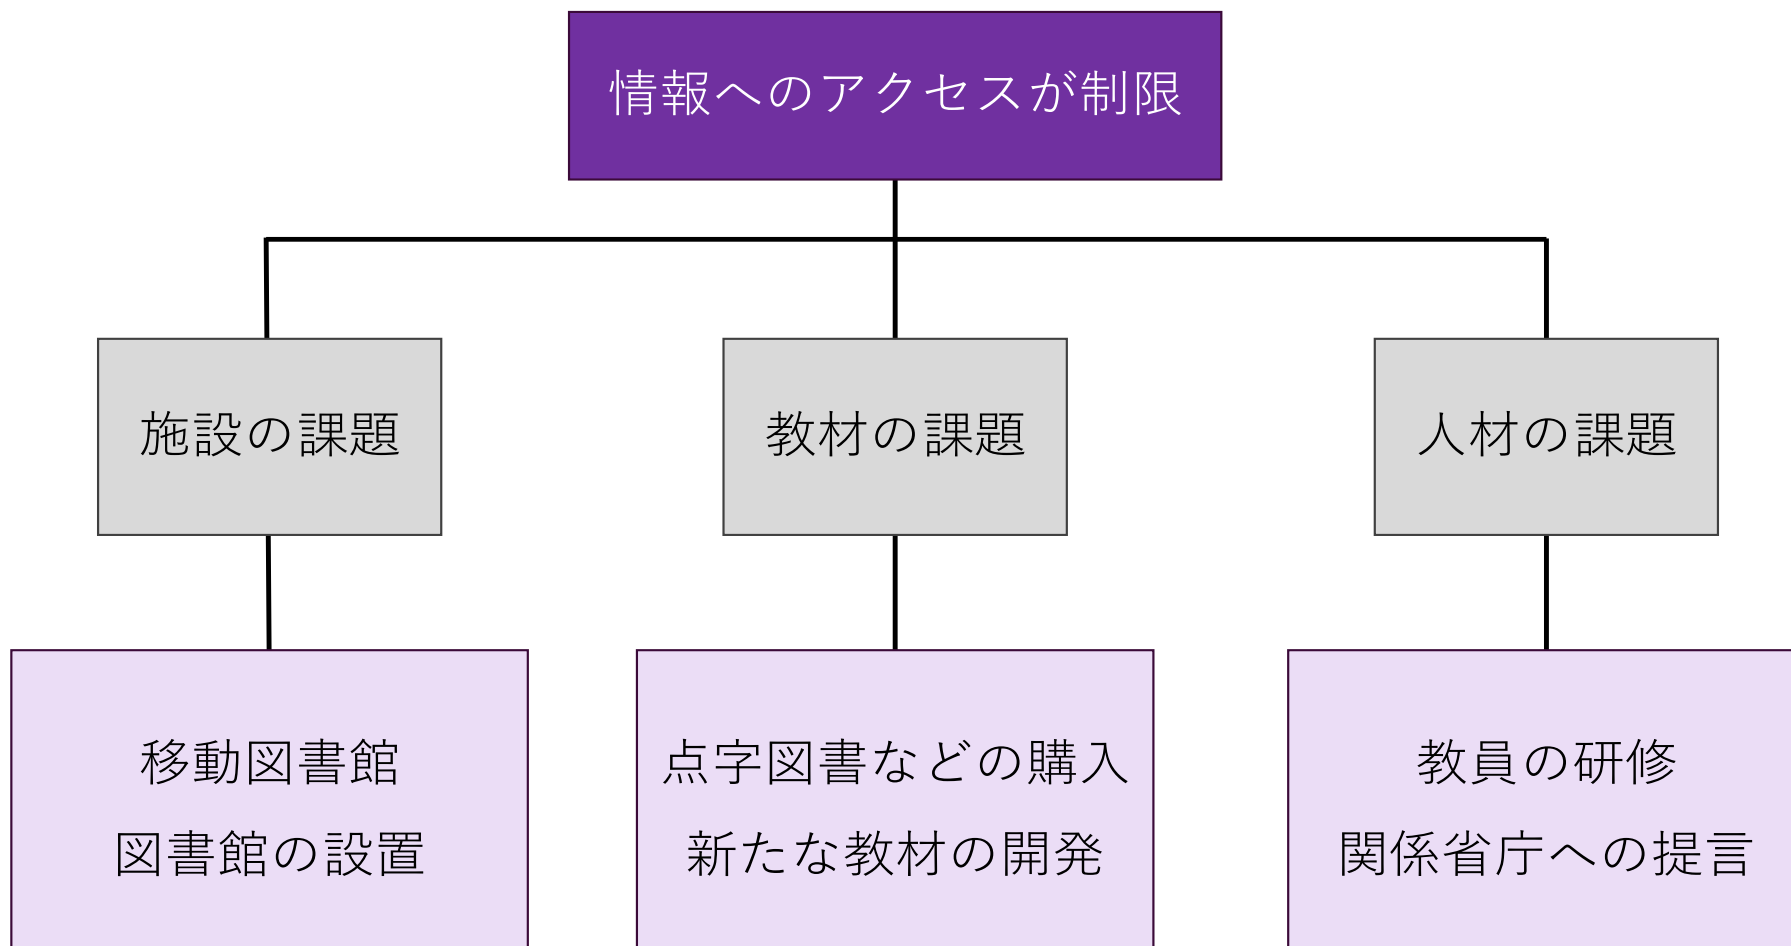 情報へのアクセスが制限
施設の課題
教材の課題
人材の課題
移動図書館
図書館の設置
点字図書などの購入
新たな教材の開発
教員の研修
関係省庁への提言